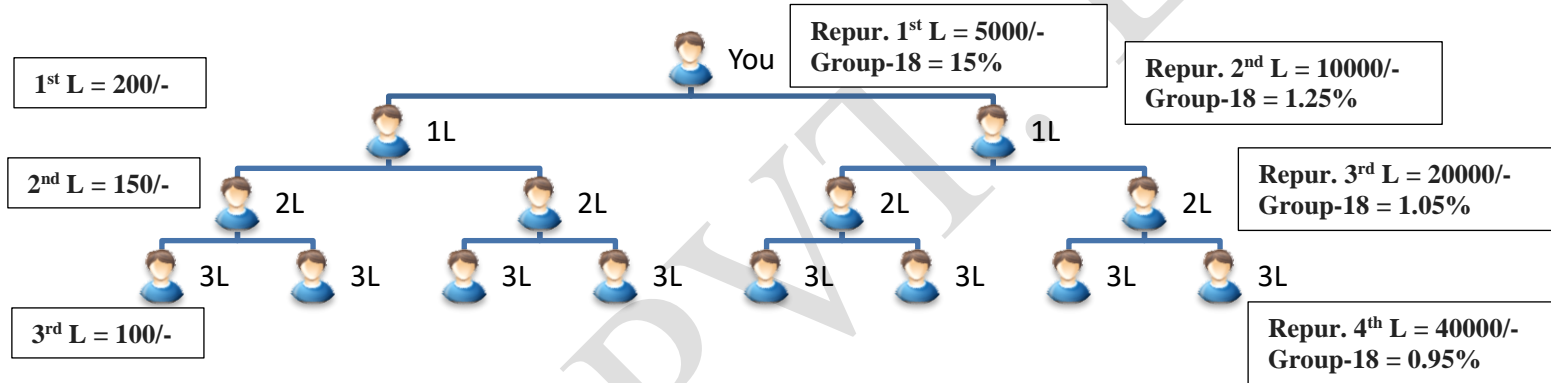 Repur. 1st L = 5000/-
Group-18 = 15%
You
1st L = 200/-
Repur. 2nd L = 10000/-
Group-18 = 1.25%
1L 1L
2nd L = 150/-
2L 2L 2L 2L
Repur. 3rd L = 20000/-
Group-18 = 1.05%
3L 3L 3L 3L 3L 3L 3L 3L
3rd L = 100/-
Repur. 4th L = 40000/-
Group-18 = 0.95%
PVT.